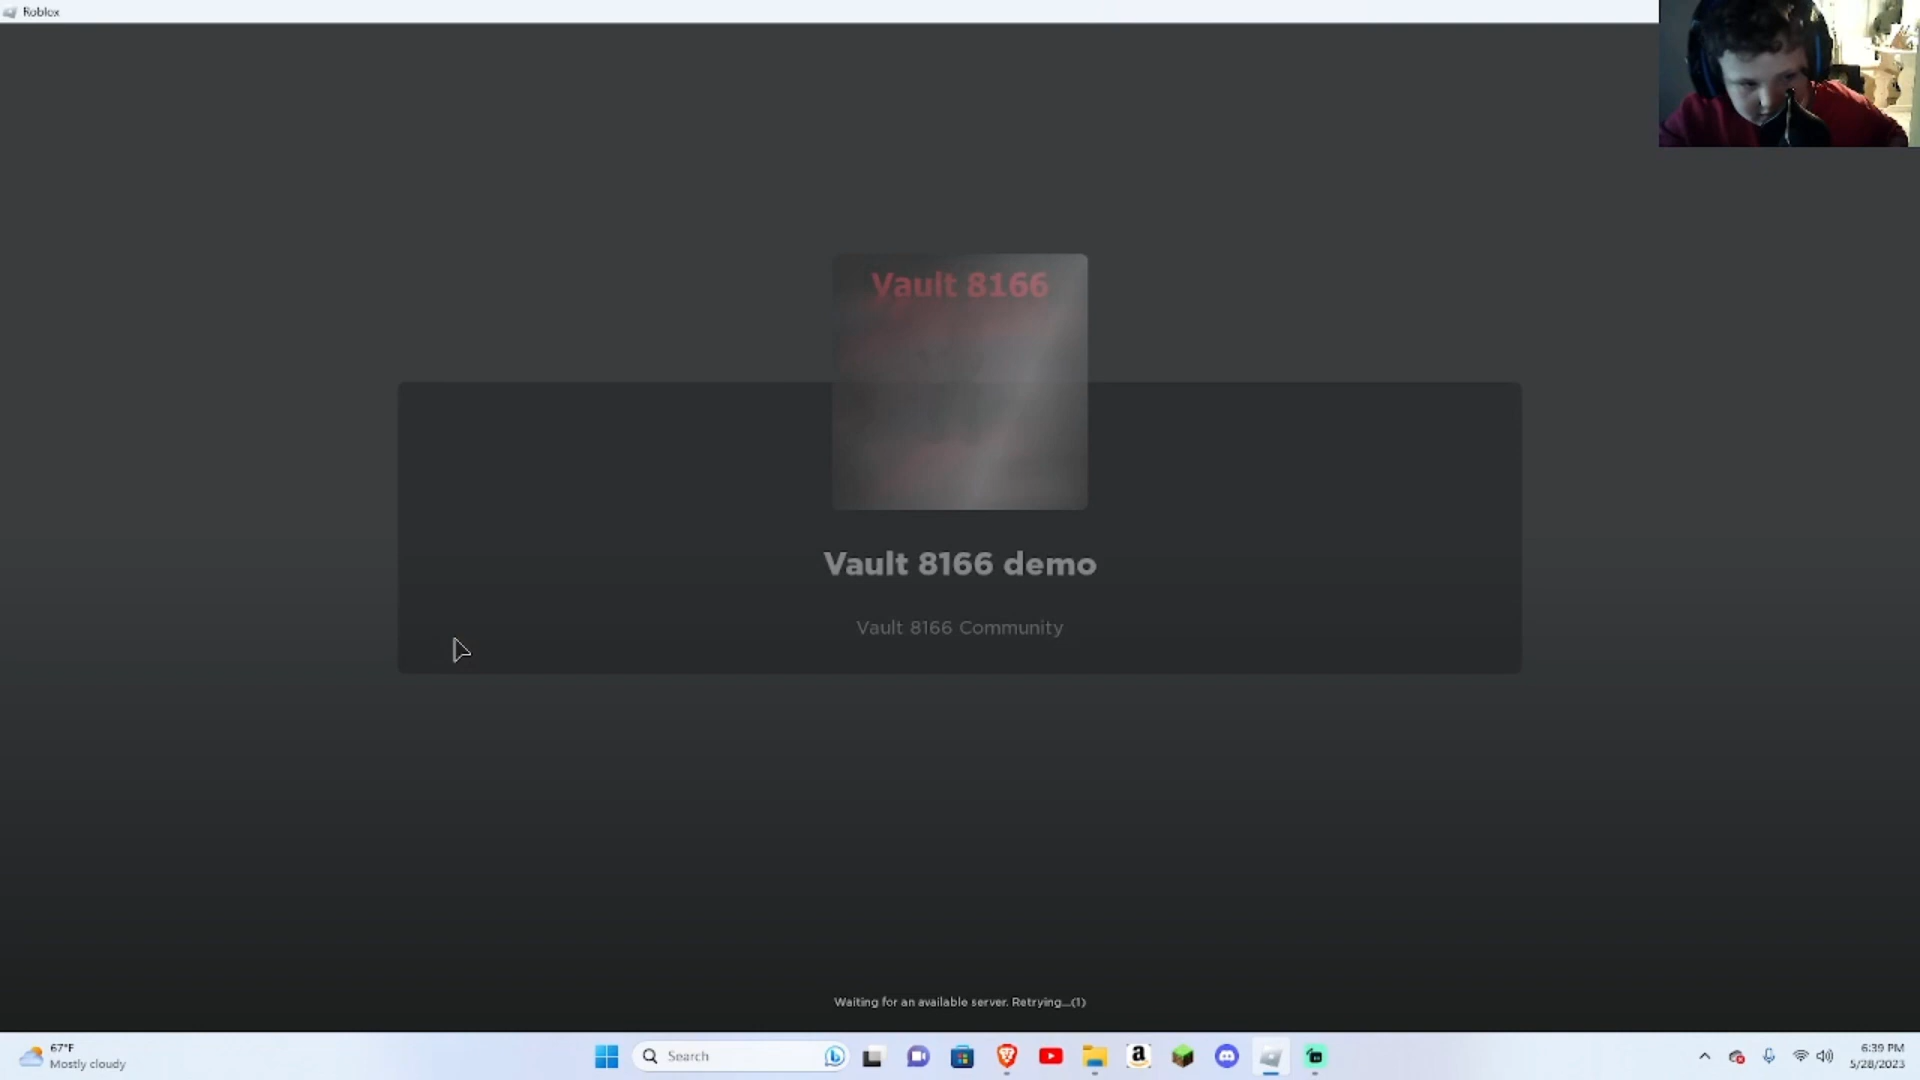 Roblox
Vault 8166
Vault 8166 demo
Vault 8166 Community
Waiting for an available server. Retrying...(1)
67°F
Mostly cloudy
Search
6:39 PM
5/28/2023